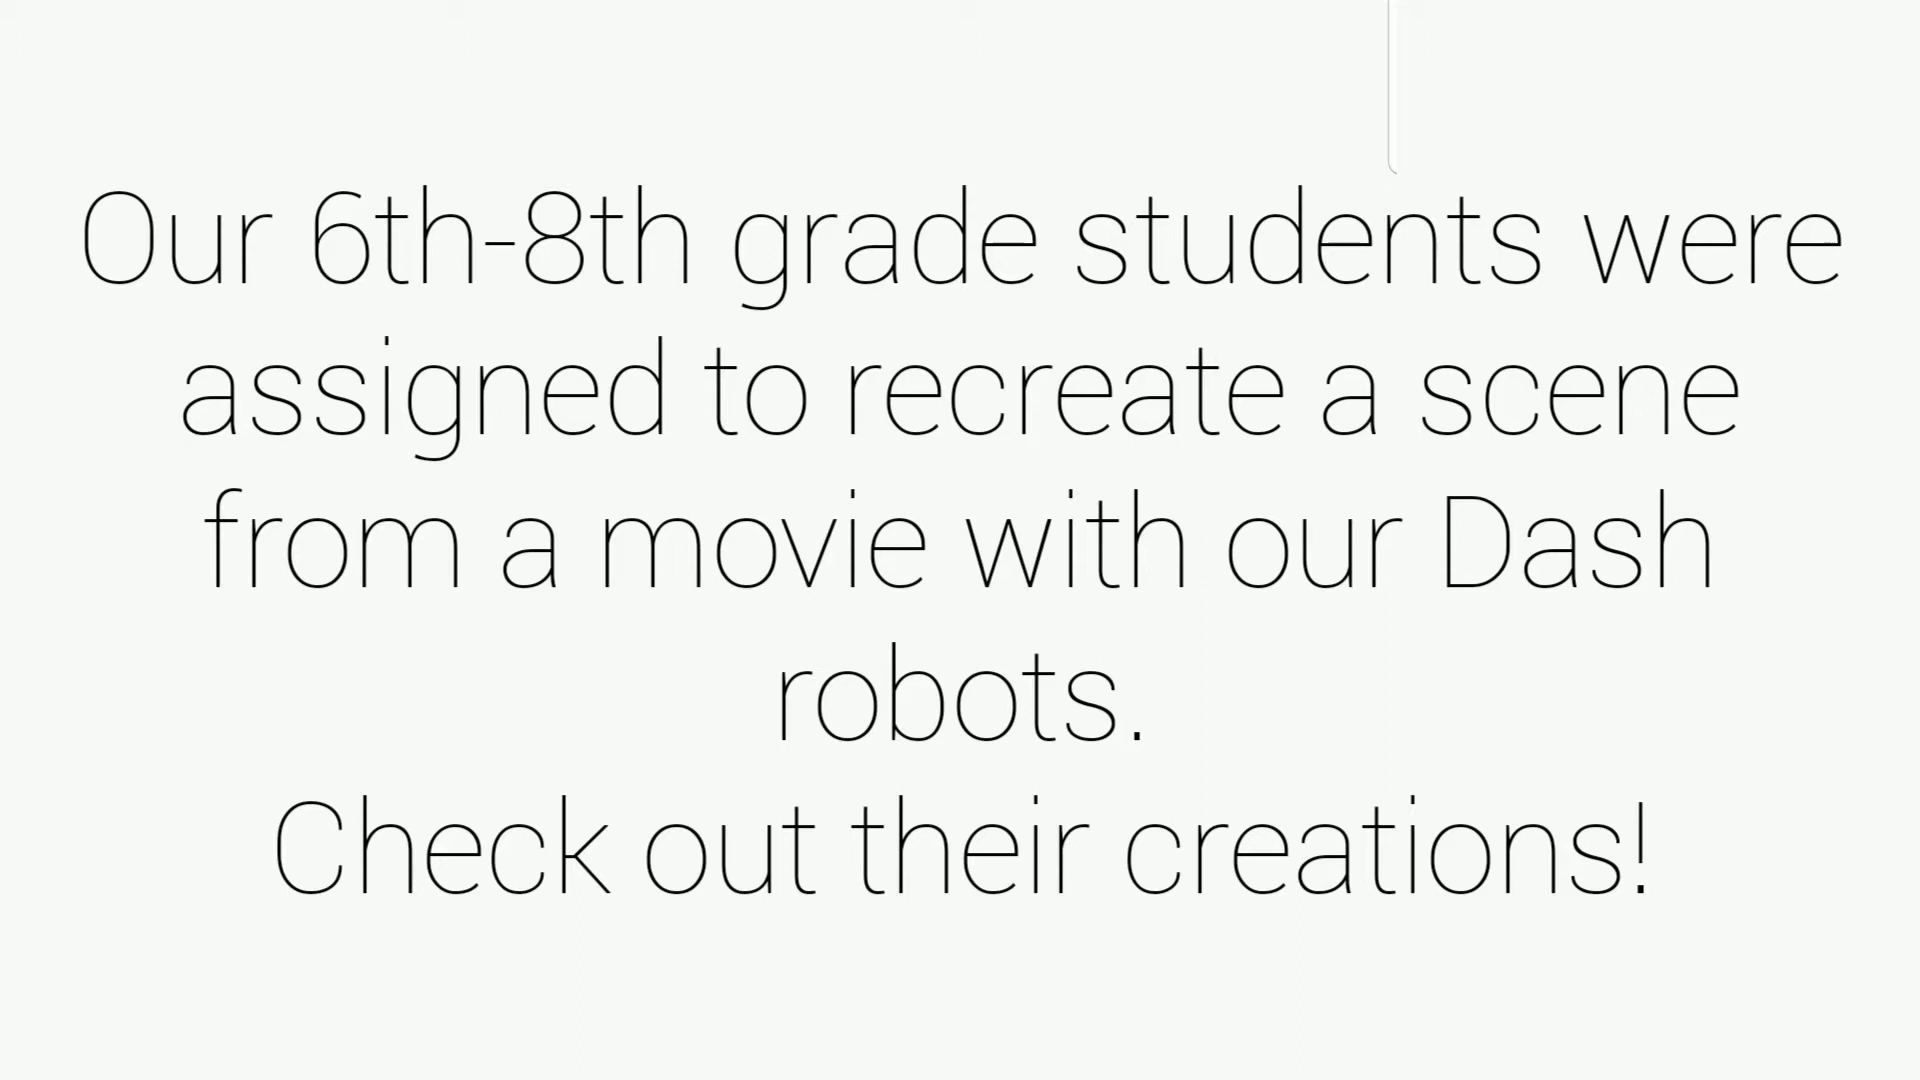 Our 6th-8th grade students were
assigned to recreate a scene
from a movie with our Dash
robots.
Check out their creations!